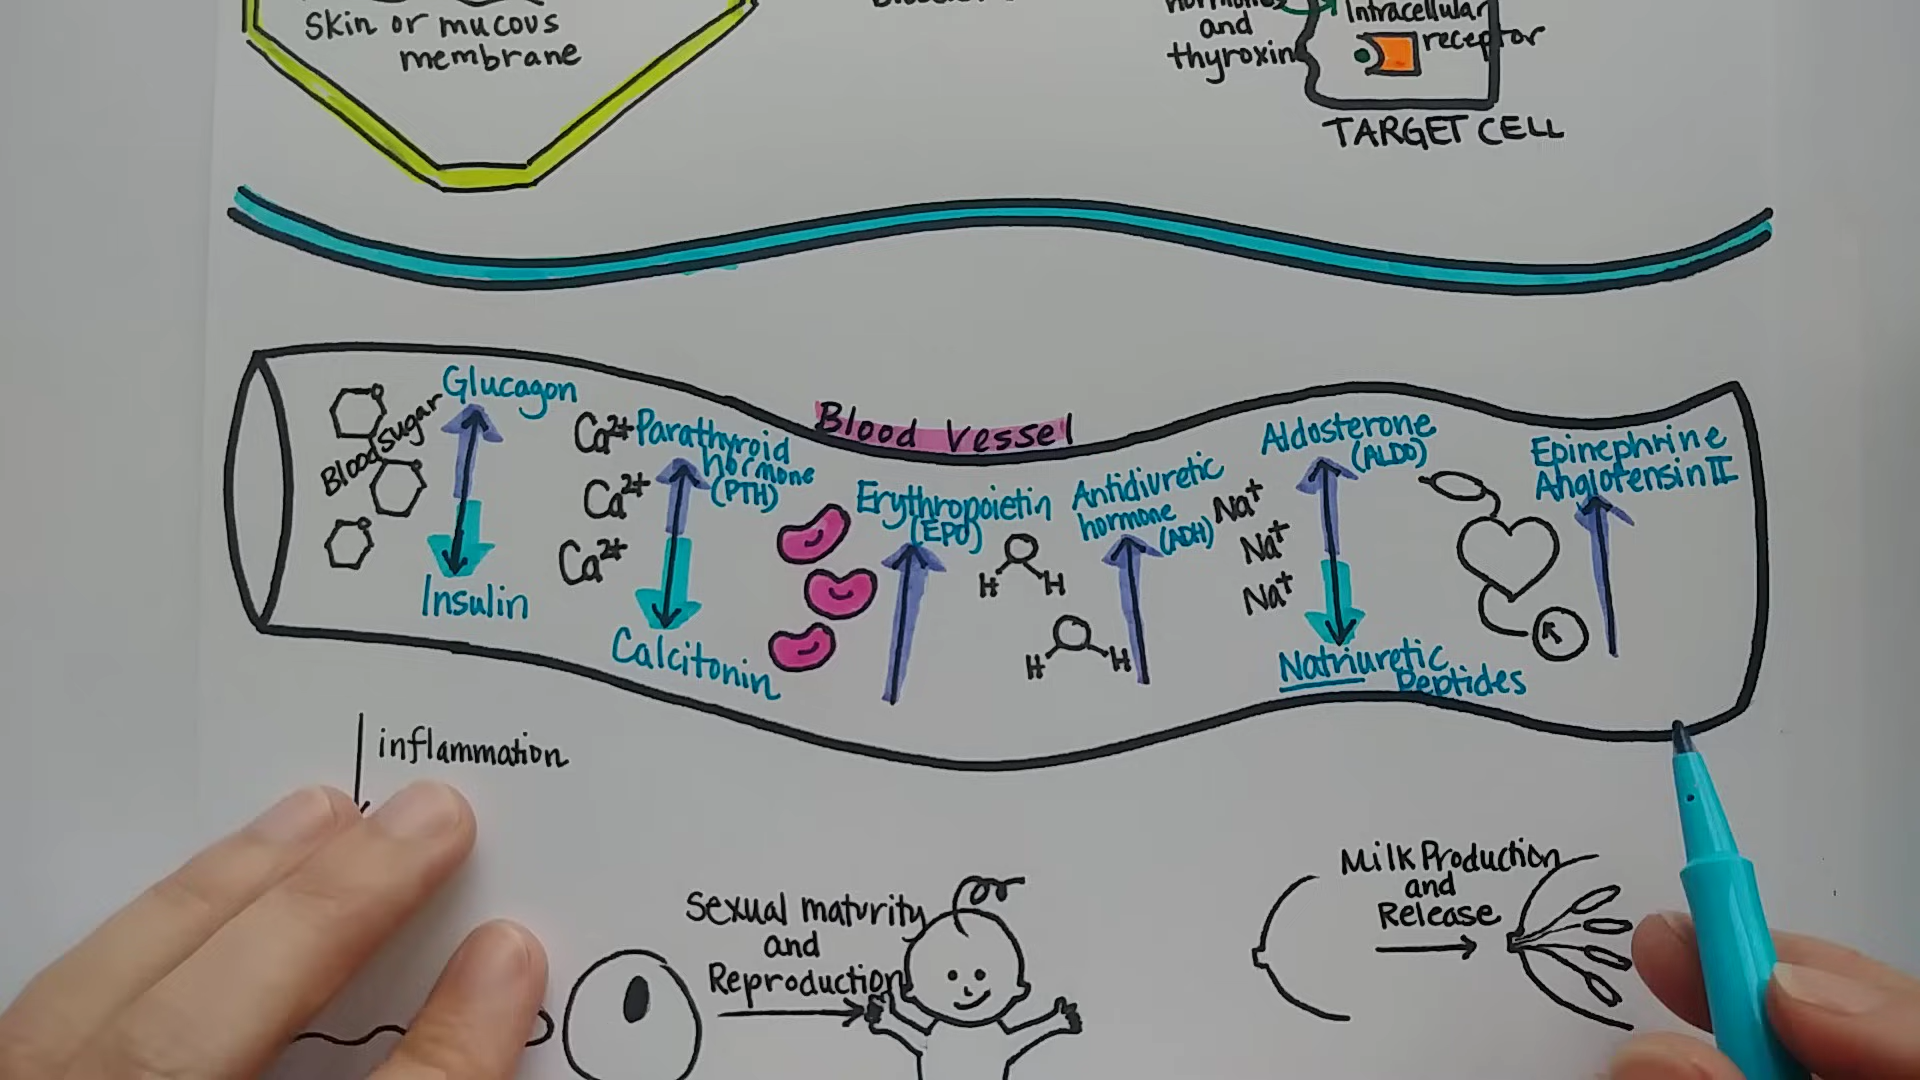 Skin or mucous
membrane
and
thyroxin
Intracellular
receptor
TARGET CELL
Blood Vessel
Blood Sugar
Glucagon
Insulin
Ca2+
Ca2+
Ca2+
Parathyroid
hormone
(PTH)
Calcitonin
Erythropoietin
(EPO)
H H
H H
Antidiuretic
hormone
(ADH)
Na+
Na+
Na+
Aldosterone
(ALDO)
Natriuretic
Peptides
Epinephrine
Angiotensin II
inflammation
Sexual maturity
and
Reproduction
Milk Production
and
Release